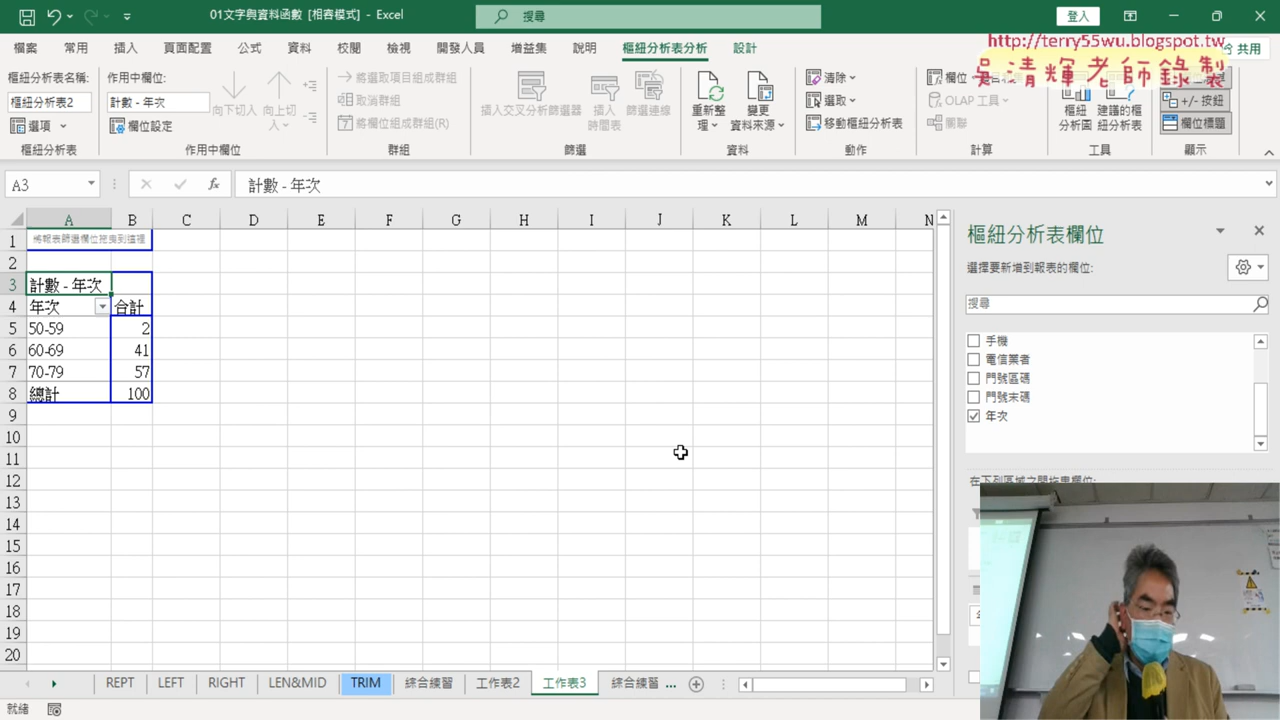 01文字與資料函數 [相容模式] - Excel
搜尋
登入
檔案 常用 插入 頁面配置 公式 資料 校閱 檢視 開發人員 增益集 說明 樞紐分析表分析 設計
共用
http://terry55wu.blogspot.tw
吳清輝老師錄製
樞紐分析表名稱:
樞紐分析表2
選項
樞紐分析表
作用中欄位:
計數 - 年次
欄位設定
向下切入
向上切入
作用中欄位
將選取項目組成群組
取消群組
將欄位組成群組(R)
群組
插入交叉分析篩選器
插入時間表
篩選連線
篩選
重新整理
變更資料來源
資料
清除
選取
移動樞紐分析表
動作
OLAP 工具
關聯
計算
樞紐分析圖
建議的樞紐分析表
工具
+/- 按鈕
欄位標題
顯示
A3
fx
計數 - 年次
A B C D E F G H I J K L M N
1 將報表篩選欄位拖曳到這裡
2
3 計數 - 年次
4 年次 合計
5 50-59 2
6 60-69 41
7 70-79 57
8 總計 100
9
10
11
12
13
14
15
16
17
18
19
20
樞紐分析表欄位
選擇要新增到報表的欄位:
搜尋
手機
電信業者
門號區碼
門號末碼
年次
在下列區域之間拖曳欄位:
REPT LEFT RIGHT LEN&MID TRIM 綜合練習 工作表2 工作表3 綜合練習 ...
就緒